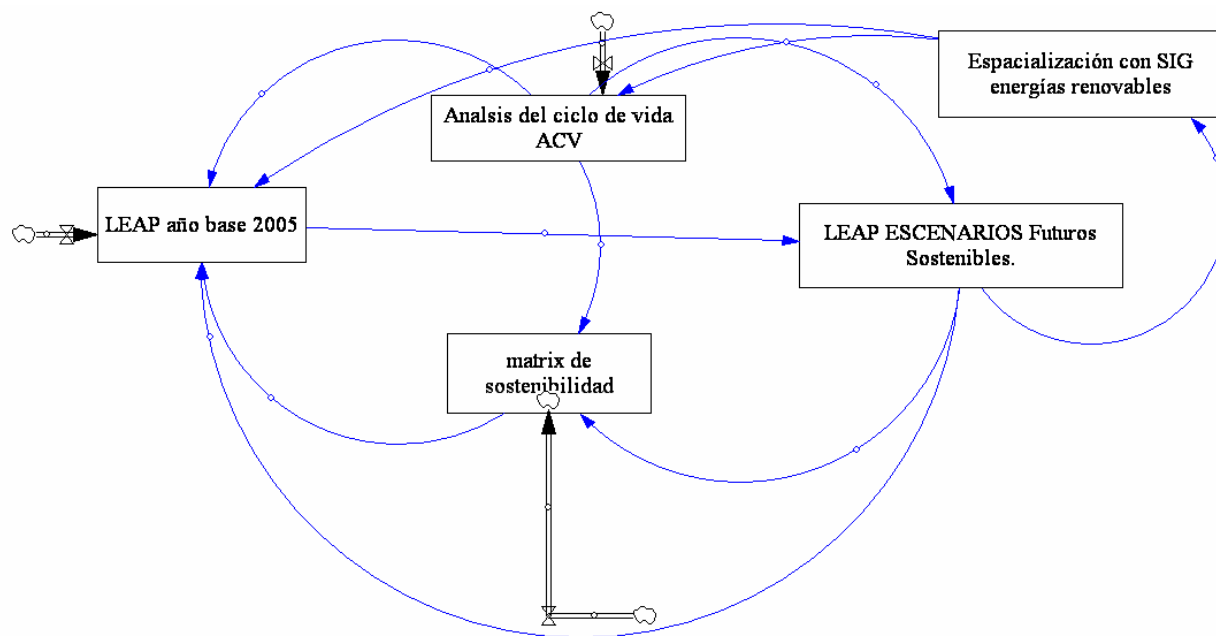 Espacialización con SIG
energías renovables
Analsis del ciclo de vida
ACV
LEAP año base 2005
LEAP ESCENARIOS Futuros
Sostenibles.
matrix de
sostenibilidad